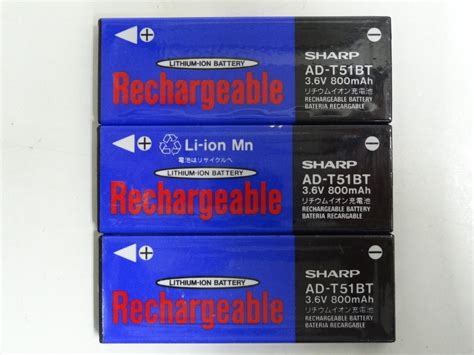 SHARP
LITHIUM-ION BATTERY
Rechargeable
AD-T51BT
3.6V 800mAh
リチウムイオン充電池
RECHARGEABLE BATTERY
BATERIA RECARGABLE
Li-ion Mn
電池はリサイクルへ
SHARP
LITHIUM-ION BATTERY
Rechargeable
AD-T51BT
3.6V 800mAh
リチウムイオン充電池
RECHARGEABLE BATTERY
BATERIA RECARGABLE
SHARP
LITHIUM-ION BATTERY
Rechargeable
AD-T51BT
3.6V 800mAh
リチウムイオン充電池
RECHARGEABLE BATTERY
BATERIA RECARGABLE